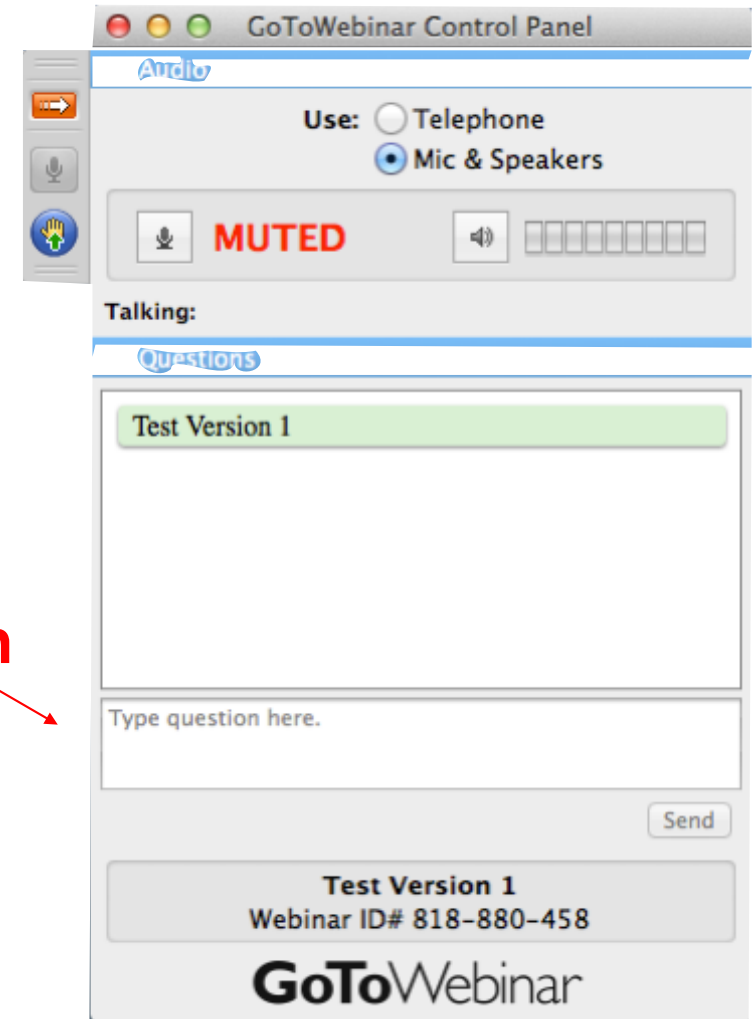 GoToWebinar Control Panel
Audio
Use: Telephone
Mic & Speakers
MUTED
Talking:
Questions
Test Version 1
n
Type question here.
Send
Test Version 1
Webinar ID# 818-880-458
GoToWebinar